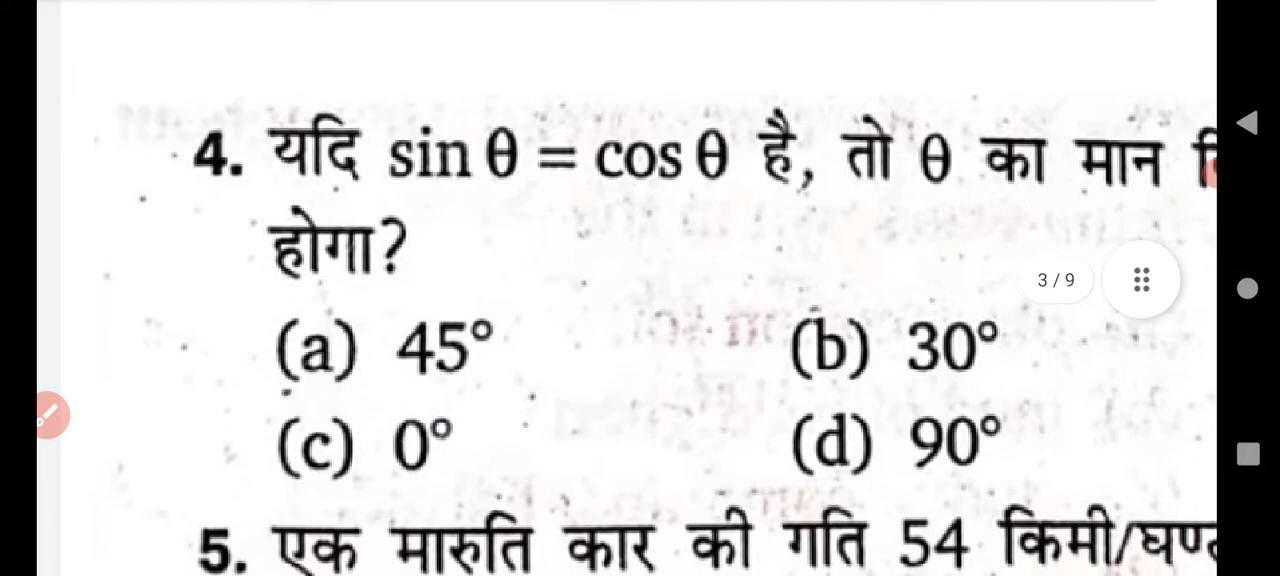 4. यदि sin θ = cos θ है, तो θ का मान
होगा?
3 / 9
(a) 45° (b) 30°
(c) 0° (d) 90°
5. एक मारुति कार की गति 54